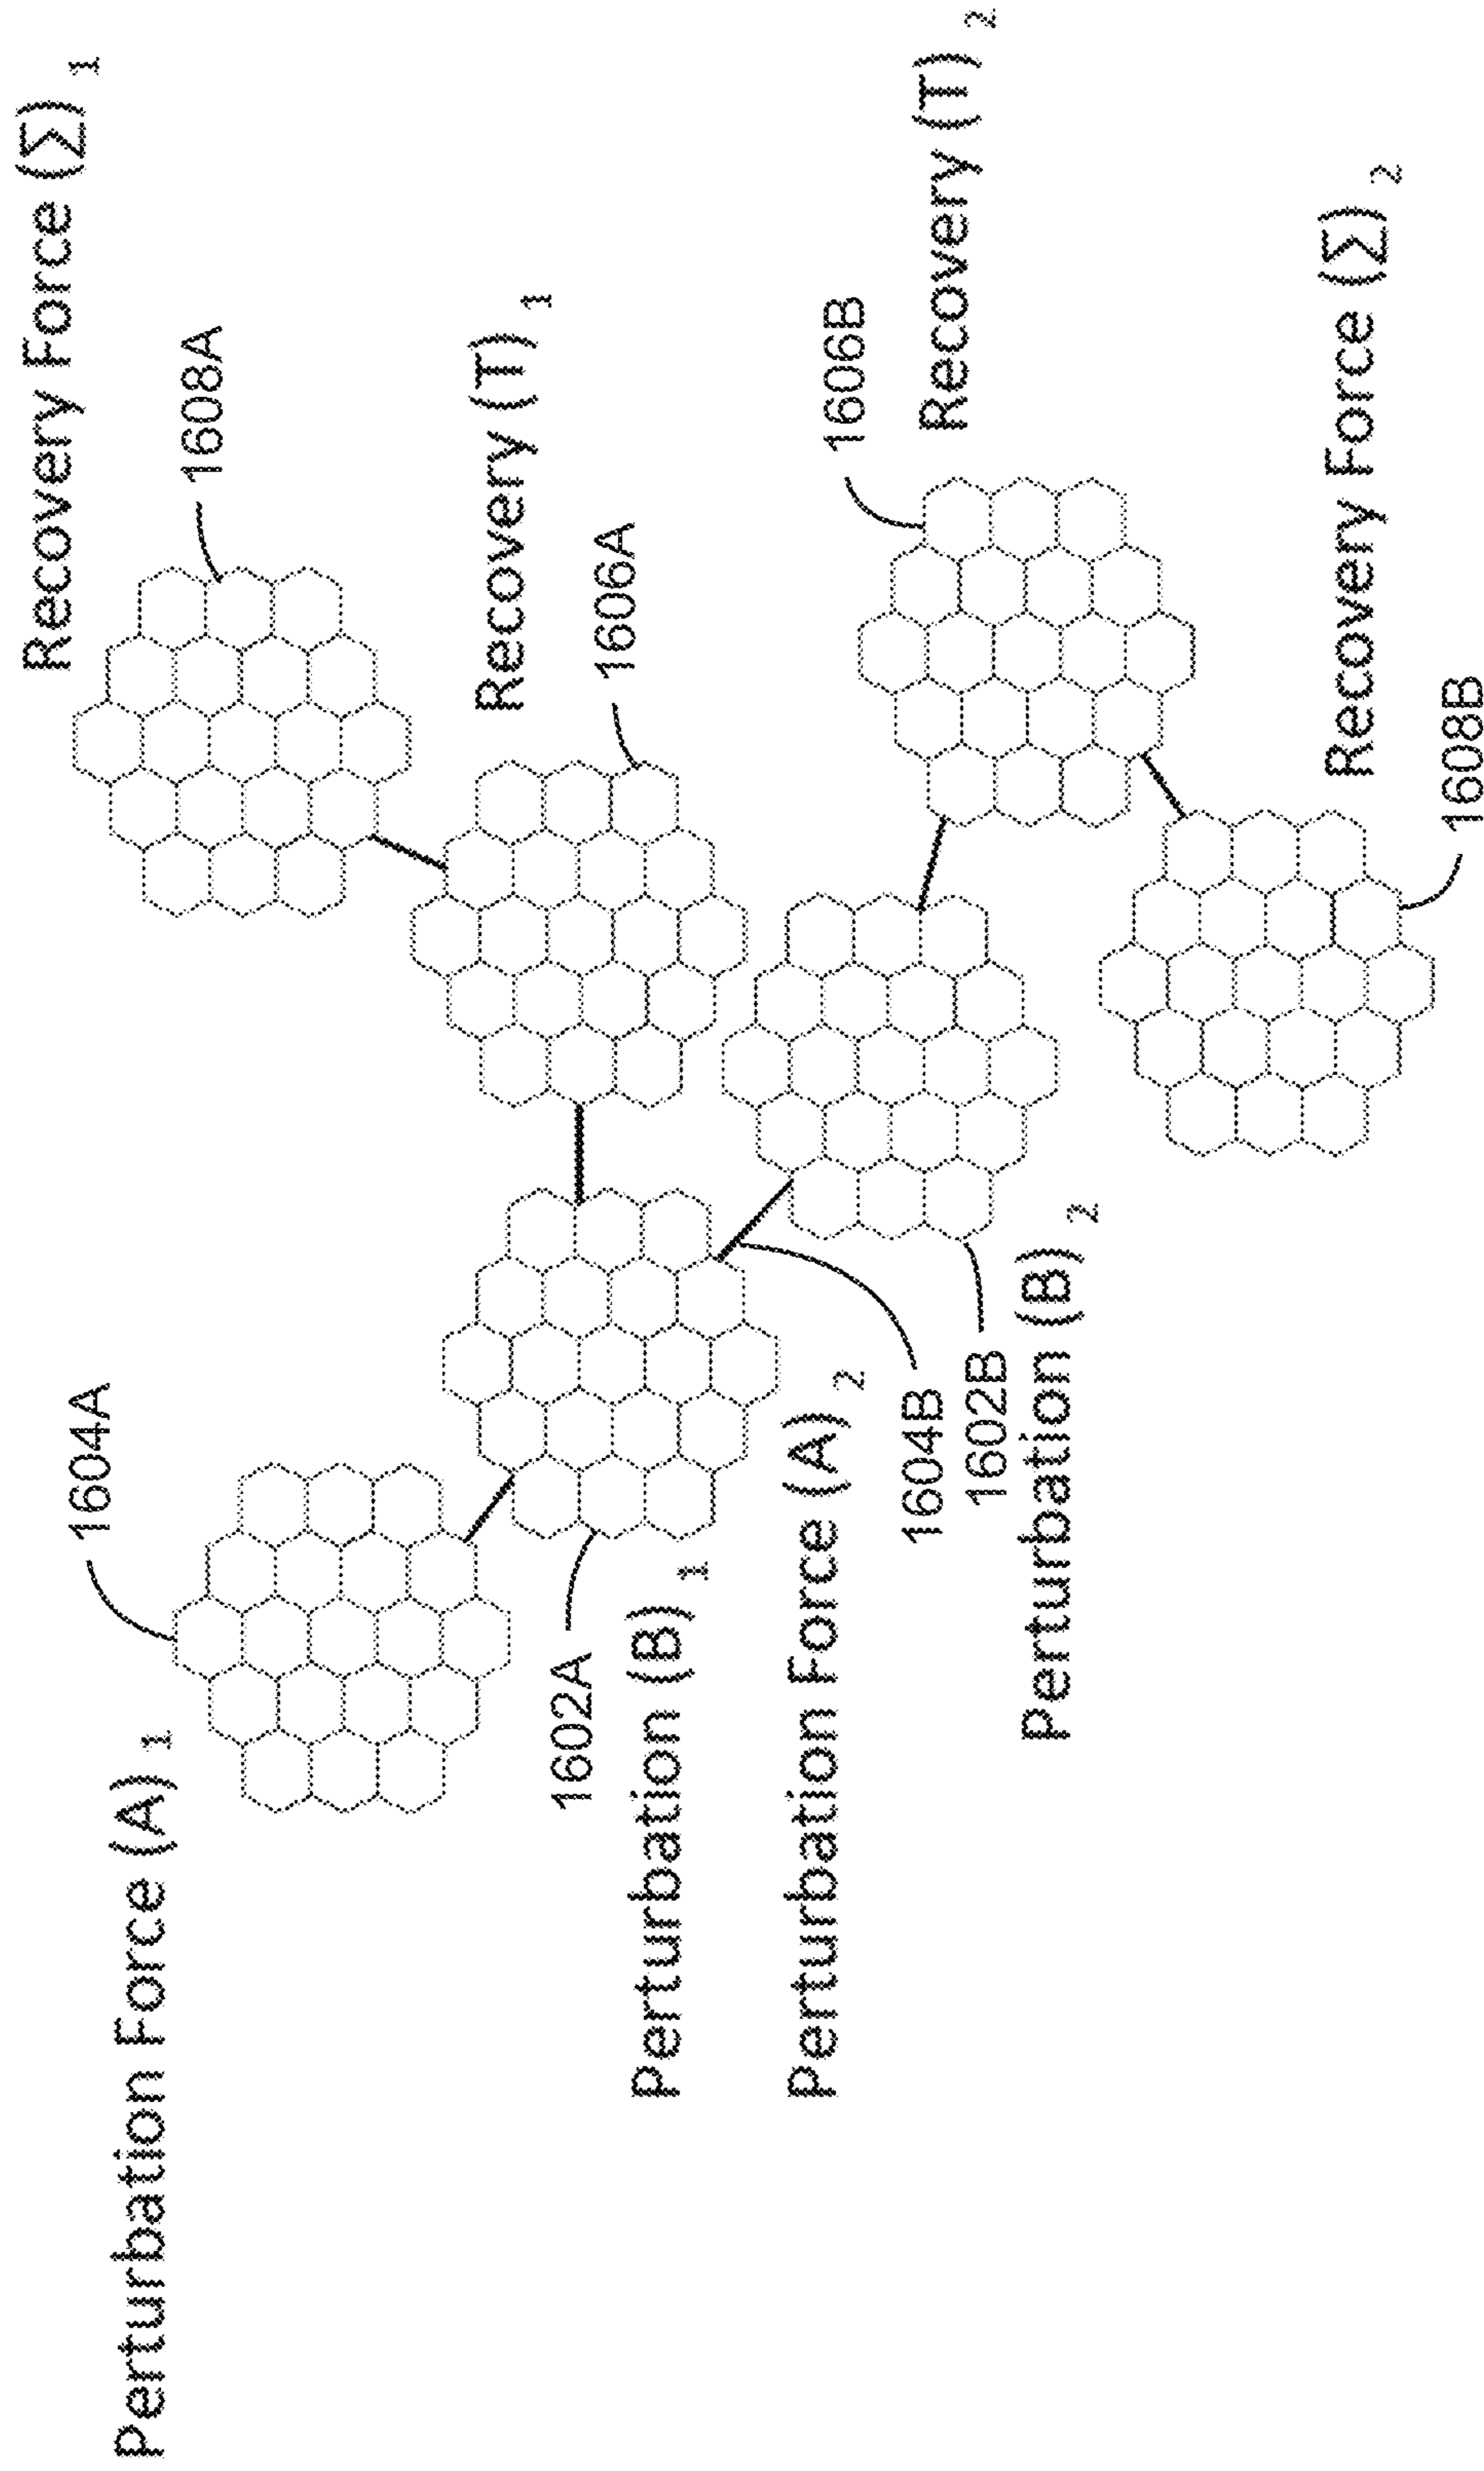 Perturbation Force (A) 1
1604A
Recovery Force (Σ) 1
1608A
1602A
Perturbation (B) 1
Recovery (T) 1
1606A
Perturbation Force (A) 2
1604B
1602B
Perturbation (B) 2
1606B
Recovery (T) 2
Recovery Force (Σ) 2
1608B